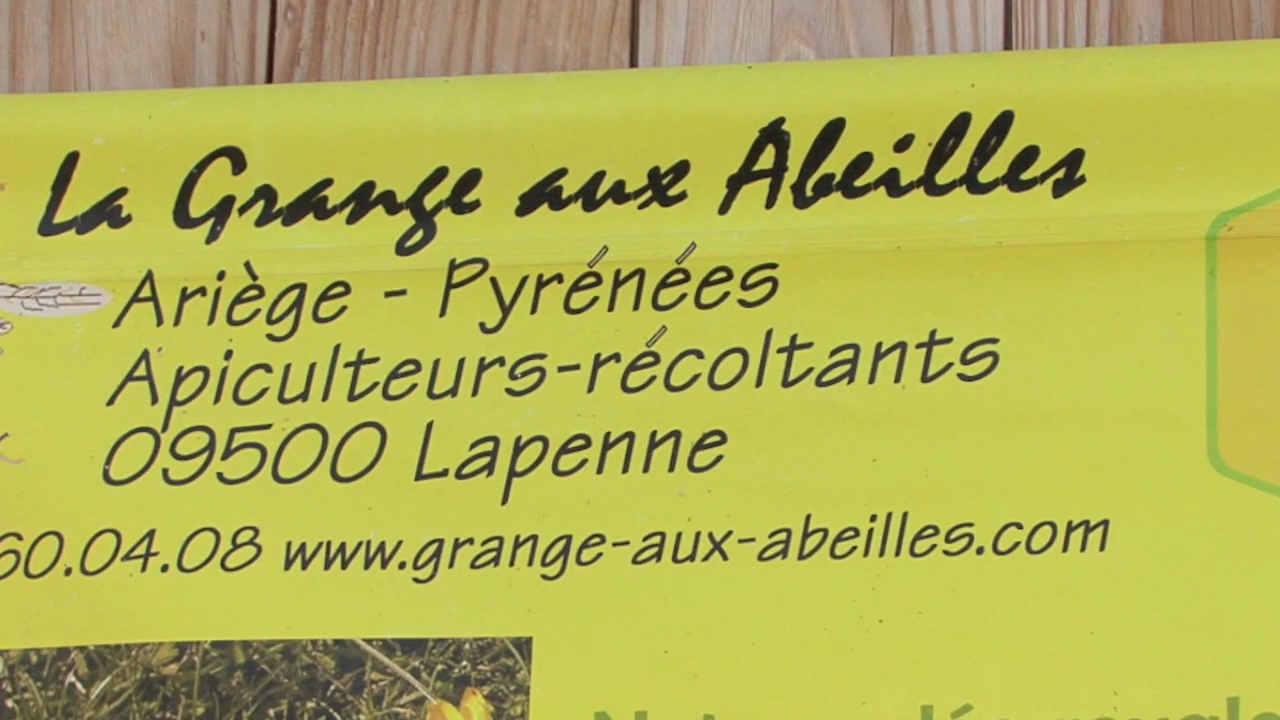 La Grange aux Abeilles
Ariège - Pyrénées
Apiculteurs-récoltants
09500 Lapenne
60.04.08 www.grange-aux-abeilles.com